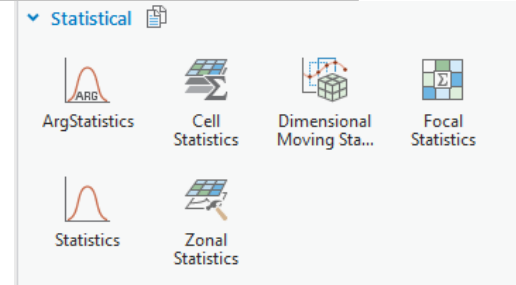 Statistical
ARG
ArgStatistics
Cell
Statistics
Dimensional
Moving Sta...
Focal
Statistics
Σ
Statistics
Zonal
Statistics